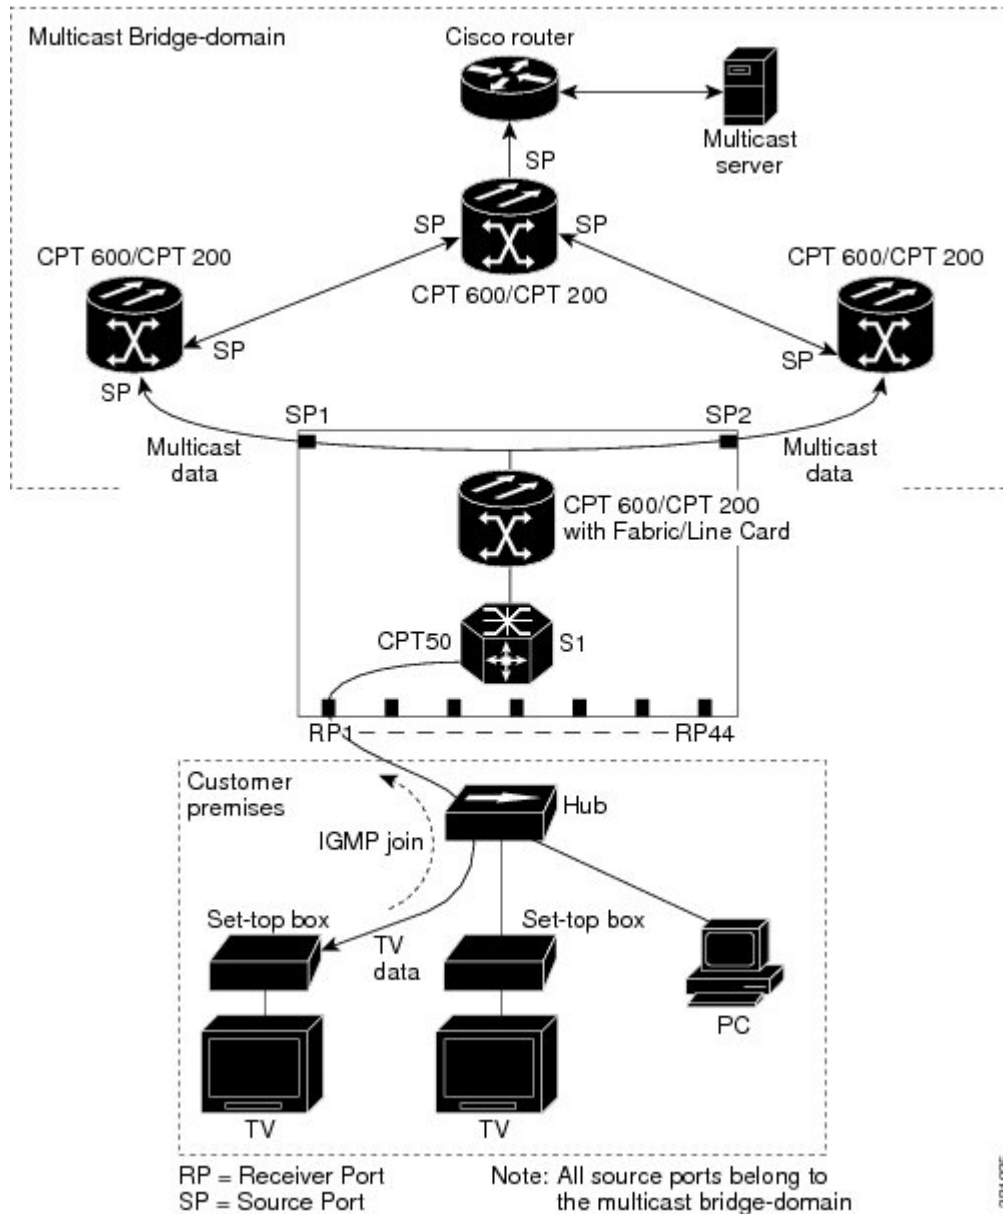 Multicast Bridge-domain
Cisco router
Multicast
server
SP
SP
SP
CPT 600/CPT 200
CPT 600/CPT 200
CPT 600/CPT 200
SP
SP
SP
SP1
SP2
Multicast
data
Multicast
data
CPT 600/CPT 200
with Fabric/Line Card
CPT50
S1
RP1
RP44
Customer
premises
Hub
IGMP join
Set-top box
Set-top box
TV
data
PC
TV
TV
RP = Receiver Port
SP = Source Port
Note: All source ports belong to
the multicast bridge-domain